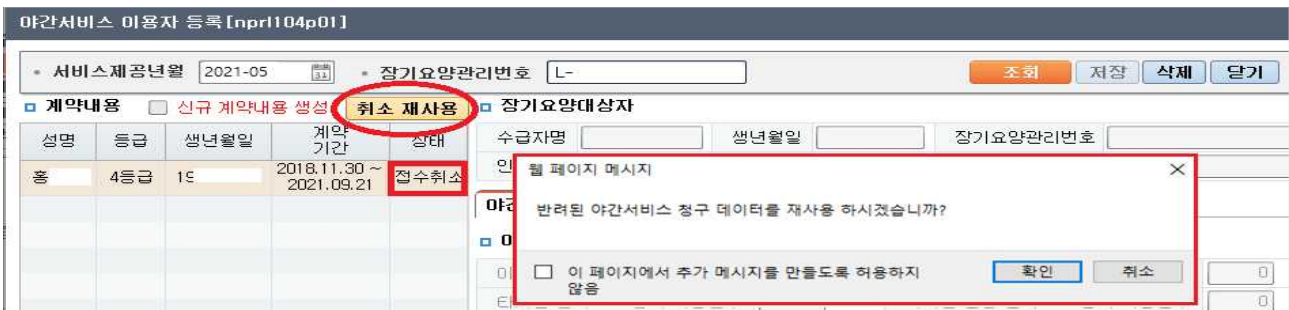 야간서비스 이용자 등록[nprl104p01]
서비스제공년월 2021-05 장기요양관리번호 L- 조회 저장 삭제 닫기
계약내용 신규 계약내용 생성 취소 재사용 장기요양대상자
성명 등급 생년월일 계약기간 상태
수급자명 생년월일 장기요양관리번호
홍 4등급 19 2018.11.30 ~ 2021.09.21 접수취소
인
웹 페이지 메시지
반려된 야간서비스 청구 데이터를 재사용 하시겠습니까?
이 페이지에서 추가 메시지를 만들도록 허용하지
않음
확인 취소
0
0